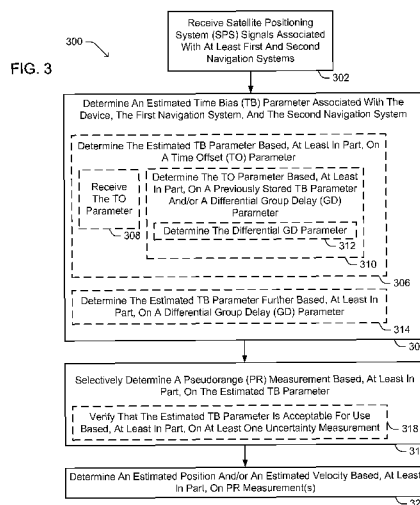 300
FIG. 3
Receive Satellite Positioning
System (SPS) Signals Associated
With At Least First And Second
Navigation Systems
302
Determine An Estimated Time Bias (TB) Parameter Associated With The
Device, The First Navigation System, And The Second Navigation System
Determine The Estimated TB Parameter Based, At Least In Part, On
A Time Offset (TO) Parameter
Receive
The TO
Parameter
308
Determine The TO Parameter Based, At Least
In Part, On A Previously Stored TB Parameter
And/or A Differential Group Delay (GD)
Parameter
Determine The Differential GD Parameter
312
310
306
Determine The Estimated TB Parameter Further Based, At Least In
Part, On A Differential Group Delay (GD) Parameter
314
30
Selectively Determine A Pseudorange (PR) Measurement Based, At Least In
Part, On The Estimated TB Parameter
Verify That The Estimated TB Parameter Is Acceptable For Use
Based, At Least In Part, On At Least One Uncertainty Measurement
318
31
Determine An Estimated Position And/or An Estimated Velocity Based, At Least
In Part, On PR Measurement(s)
32